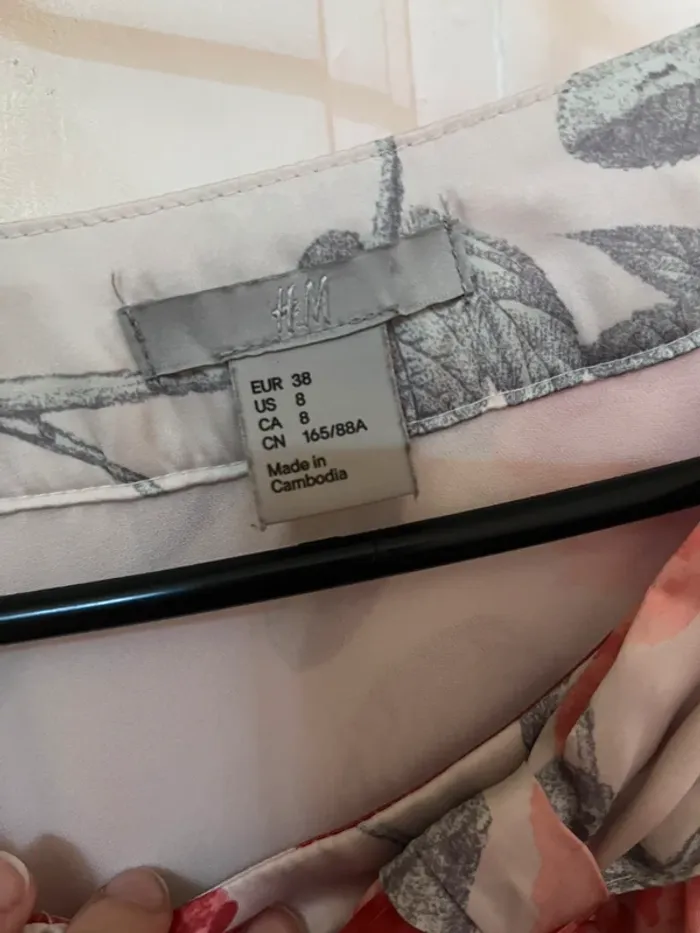 H&M
EUR 38
US 8
CA 8
CN 165/88A
Made in
Cambodia